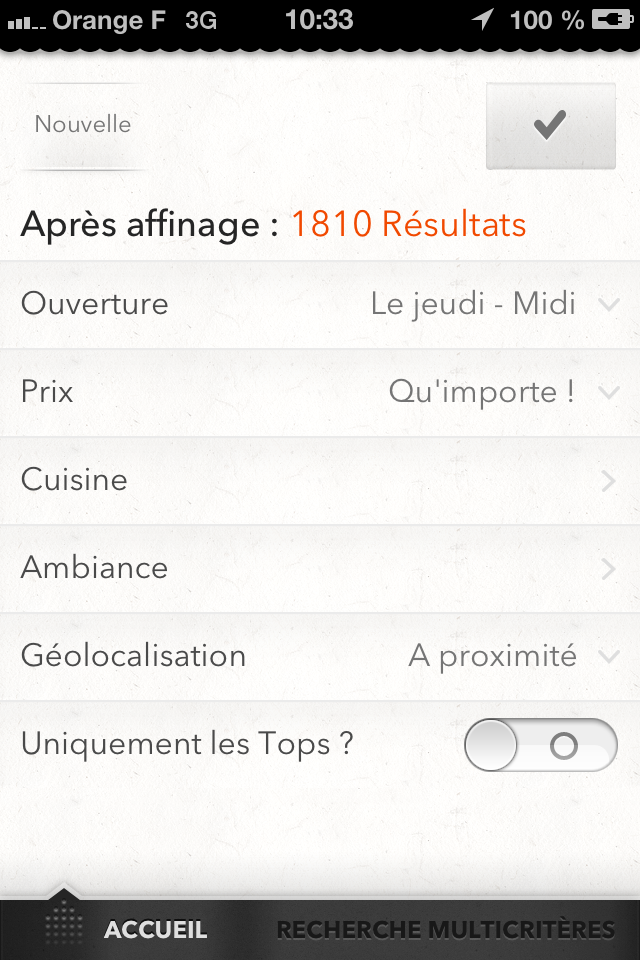 Orange F 3G 10:33 100 %
Nouvelle
Après affinage : 1810 Résultats
Ouverture Le jeudi - Midi
Prix Qu'importe !
Cuisine
Ambiance
Géolocalisation A proximité
Uniquement les Tops ?
ACCUEIL RECHERCHE MULTICRITÈRES